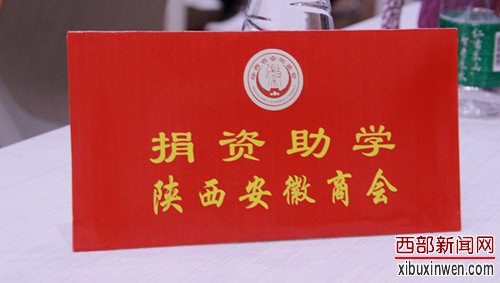 捐资助学
陕西安徽商会
西部新闻网
xibuxinwen.com